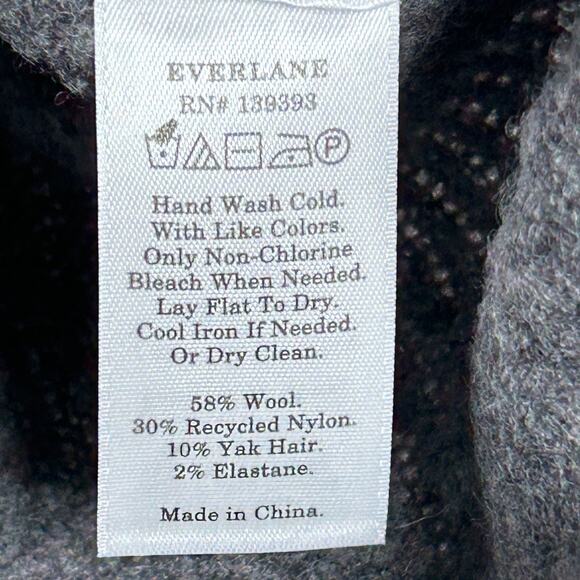 EVERLANE
RN# 139393
P
Hand Wash Cold.
With Like Colors.
Only Non-Chlorine
Bleach When Needed.
Lay Flat To Dry.
Cool Iron If Needed.
Or Dry Clean.
58% Wool.
30% Recycled Nylon.
10% Yak Hair.
2% Elastane.
Made in China.